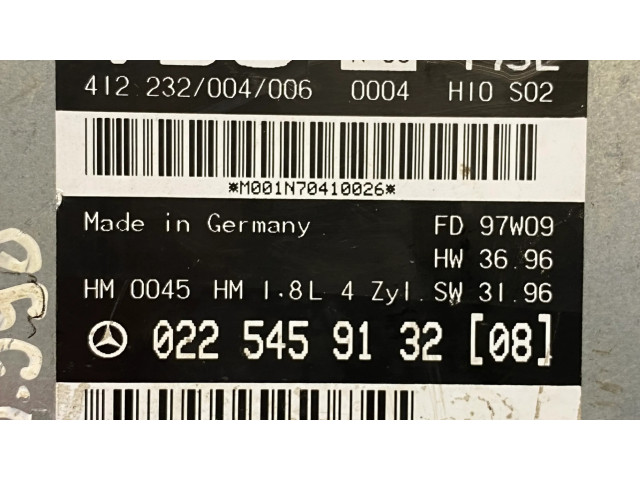 412.232/004/006 0004 H10 S02
*M001N70410026*
Made in Germany FD 97W09
HW 36.96
HM 0045 HM 1.8L 4 Zyl. SW 31.96
022 545 91 32 [08]